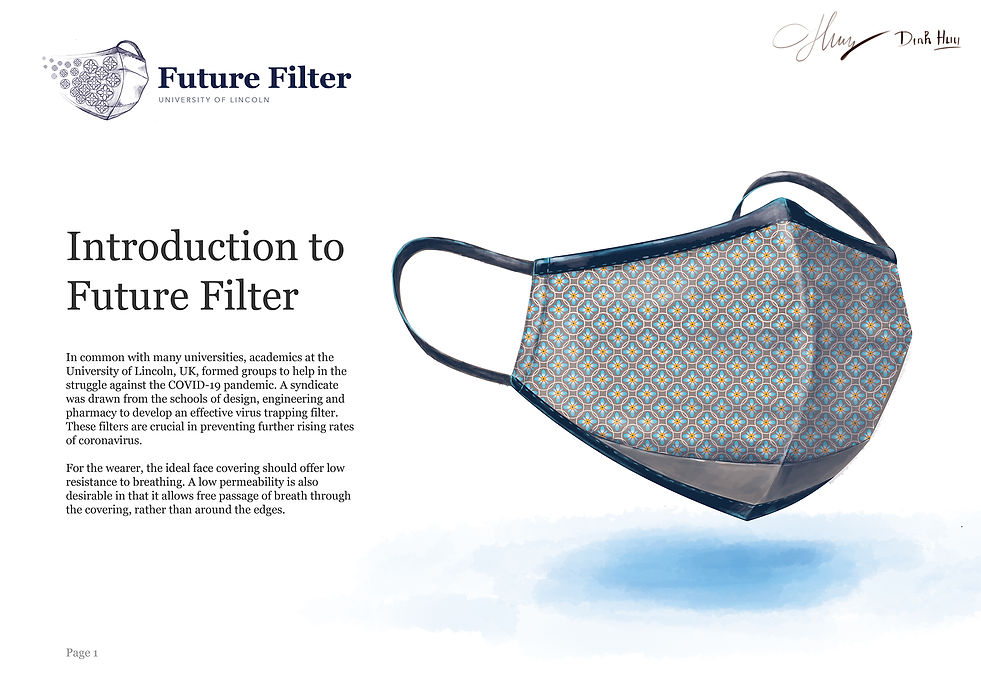 Dinh Huy
Future Filter
UNIVERSITY OF LINCOLN
Introduction to
Future Filter
In common with many universities, academics at the
University of Lincoln, UK, formed groups to help in the
struggle against the COVID-19 pandemic. A syndicate
was drawn from the schools of design, engineering and
pharmacy to develop an effective virus trapping filter.
These filters are crucial in preventing further rising rates
of coronavirus.
For the wearer, the ideal face covering should offer low
resistance to breathing. A low permeability is also
desirable in that it allows free passage of breath through
the covering, rather than around the edges.
Page 1